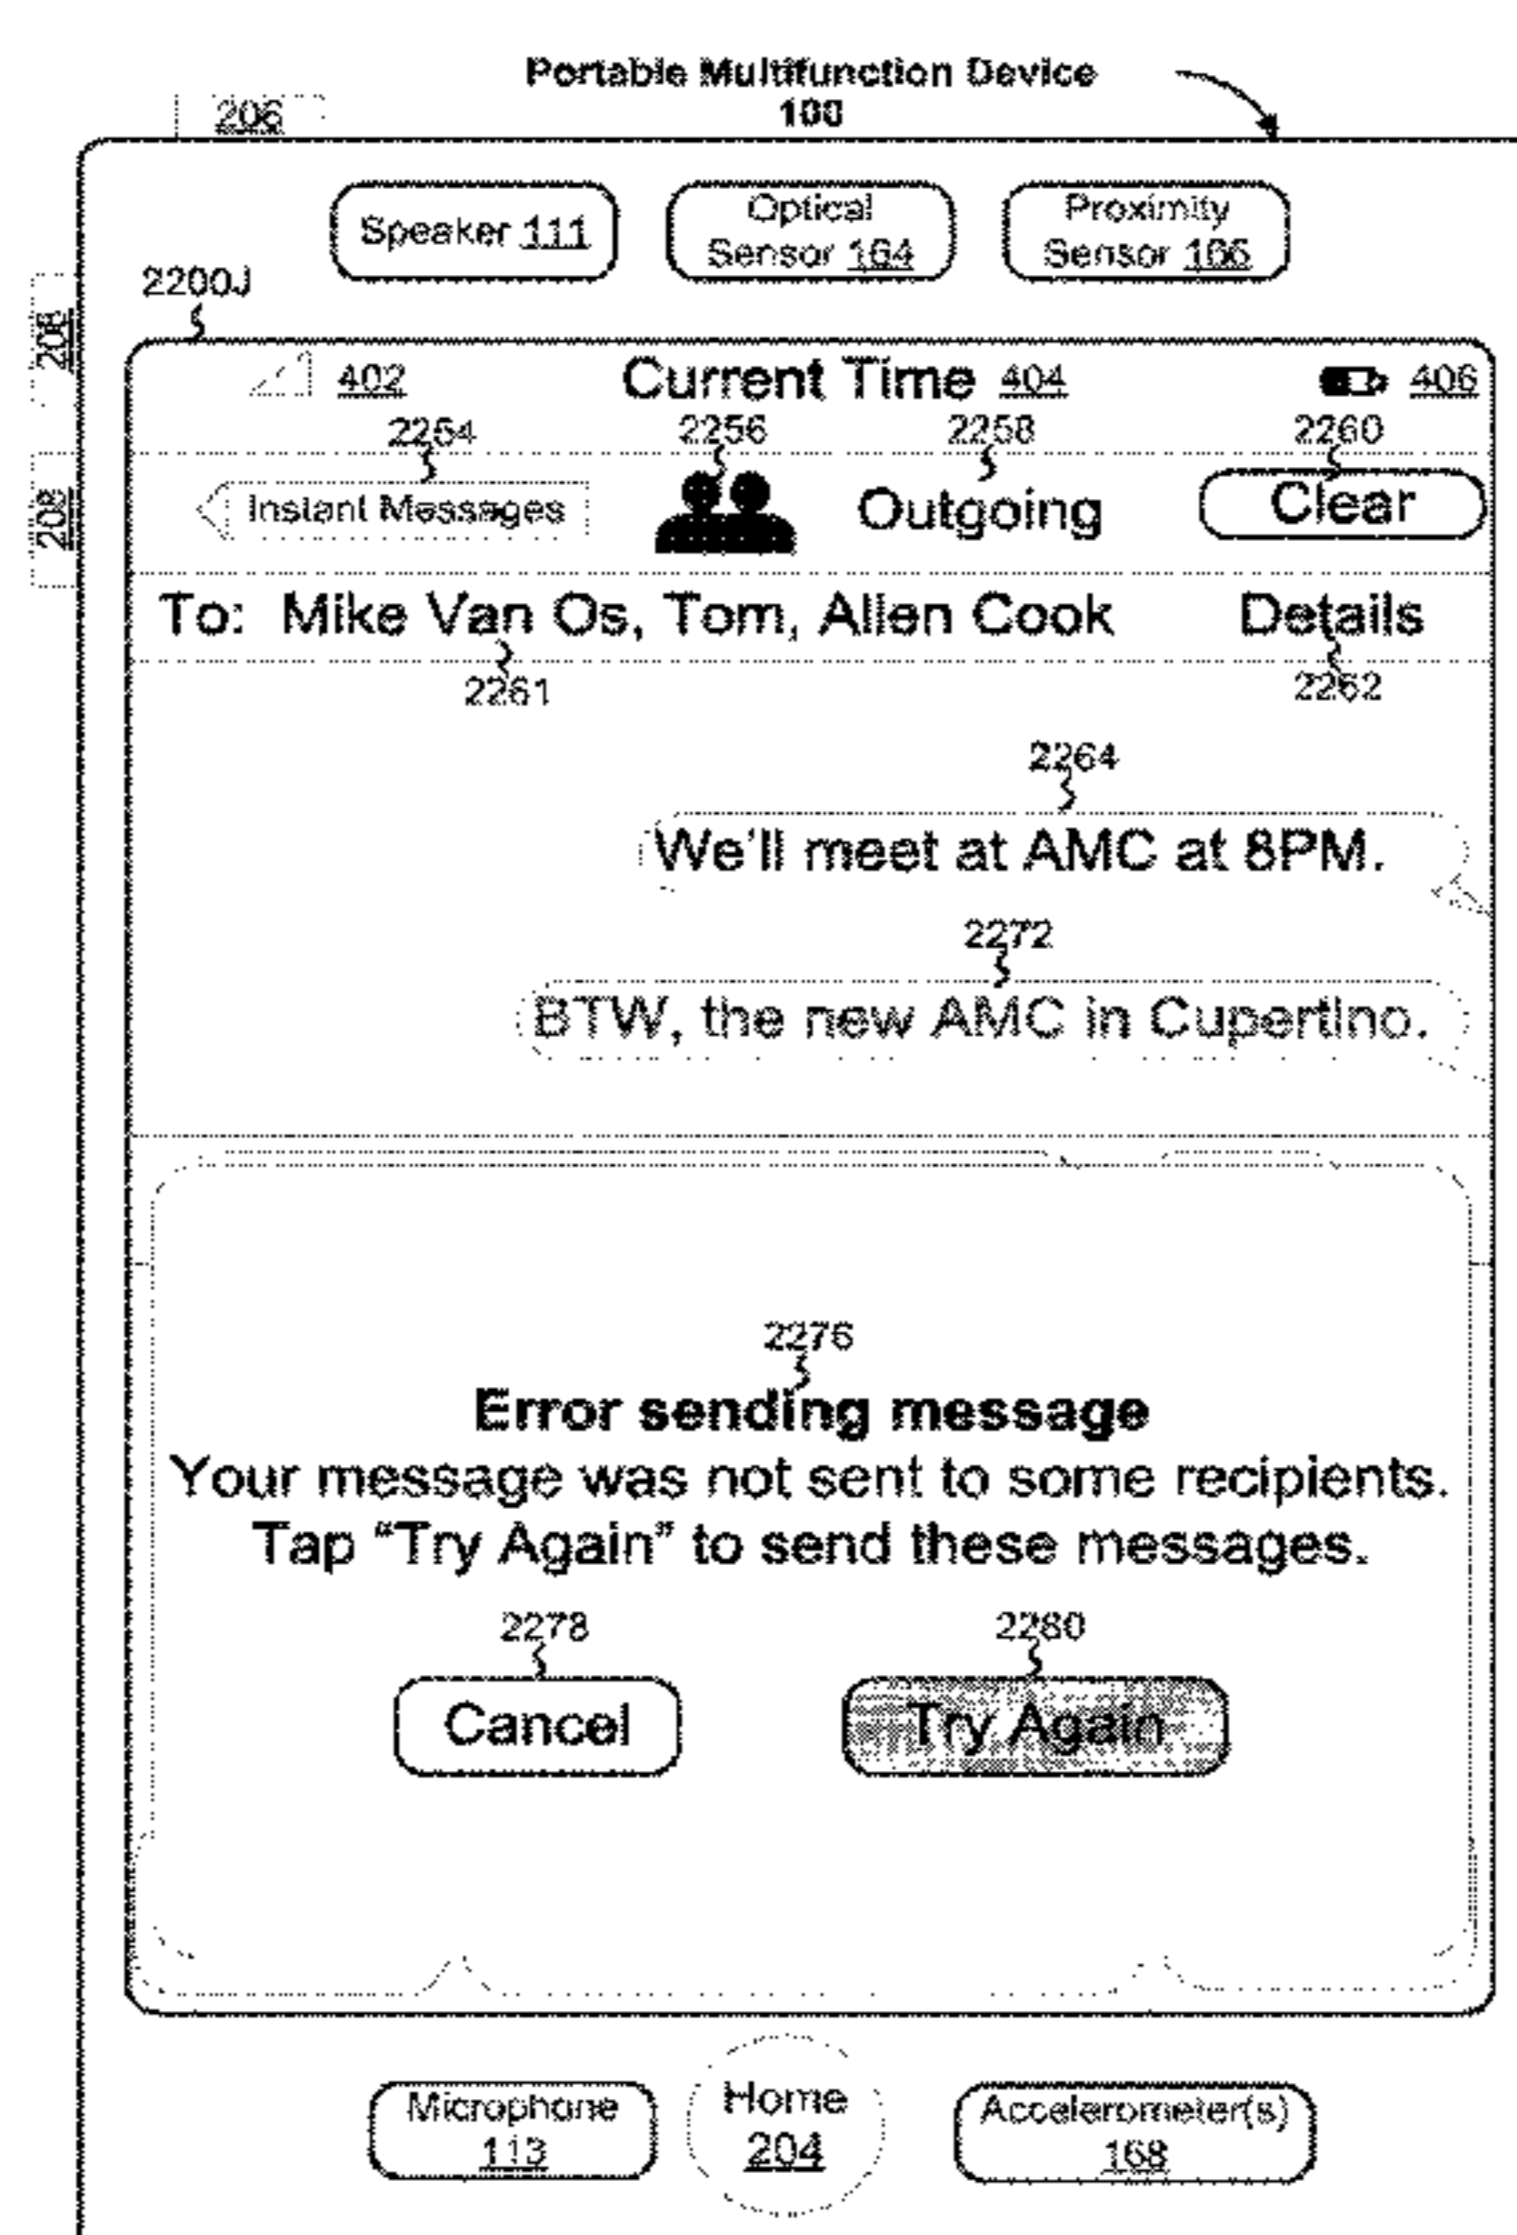 Portable Multifunction Device
100
206
Speaker 111
Optical
Sensor 164
Proximity
Sensor 166
2200J
208
402
Current Time 404
406
2254
2256
2258
2260
208
Instant Messages
Outgoing
Clear
To: Mike Van Os, Tom, Allen Cook
Details
2261
2262
2264
We'll meet at AMC at 8PM.
2272
BTW, the new AMC in Cupertino.
2276
Error sending message
Your message was not sent to some recipients.
Tap “Try Again” to send these messages.
2278
2280
Cancel
Try Again
Microphone
113
Home
204
Accelerometer(s)
168